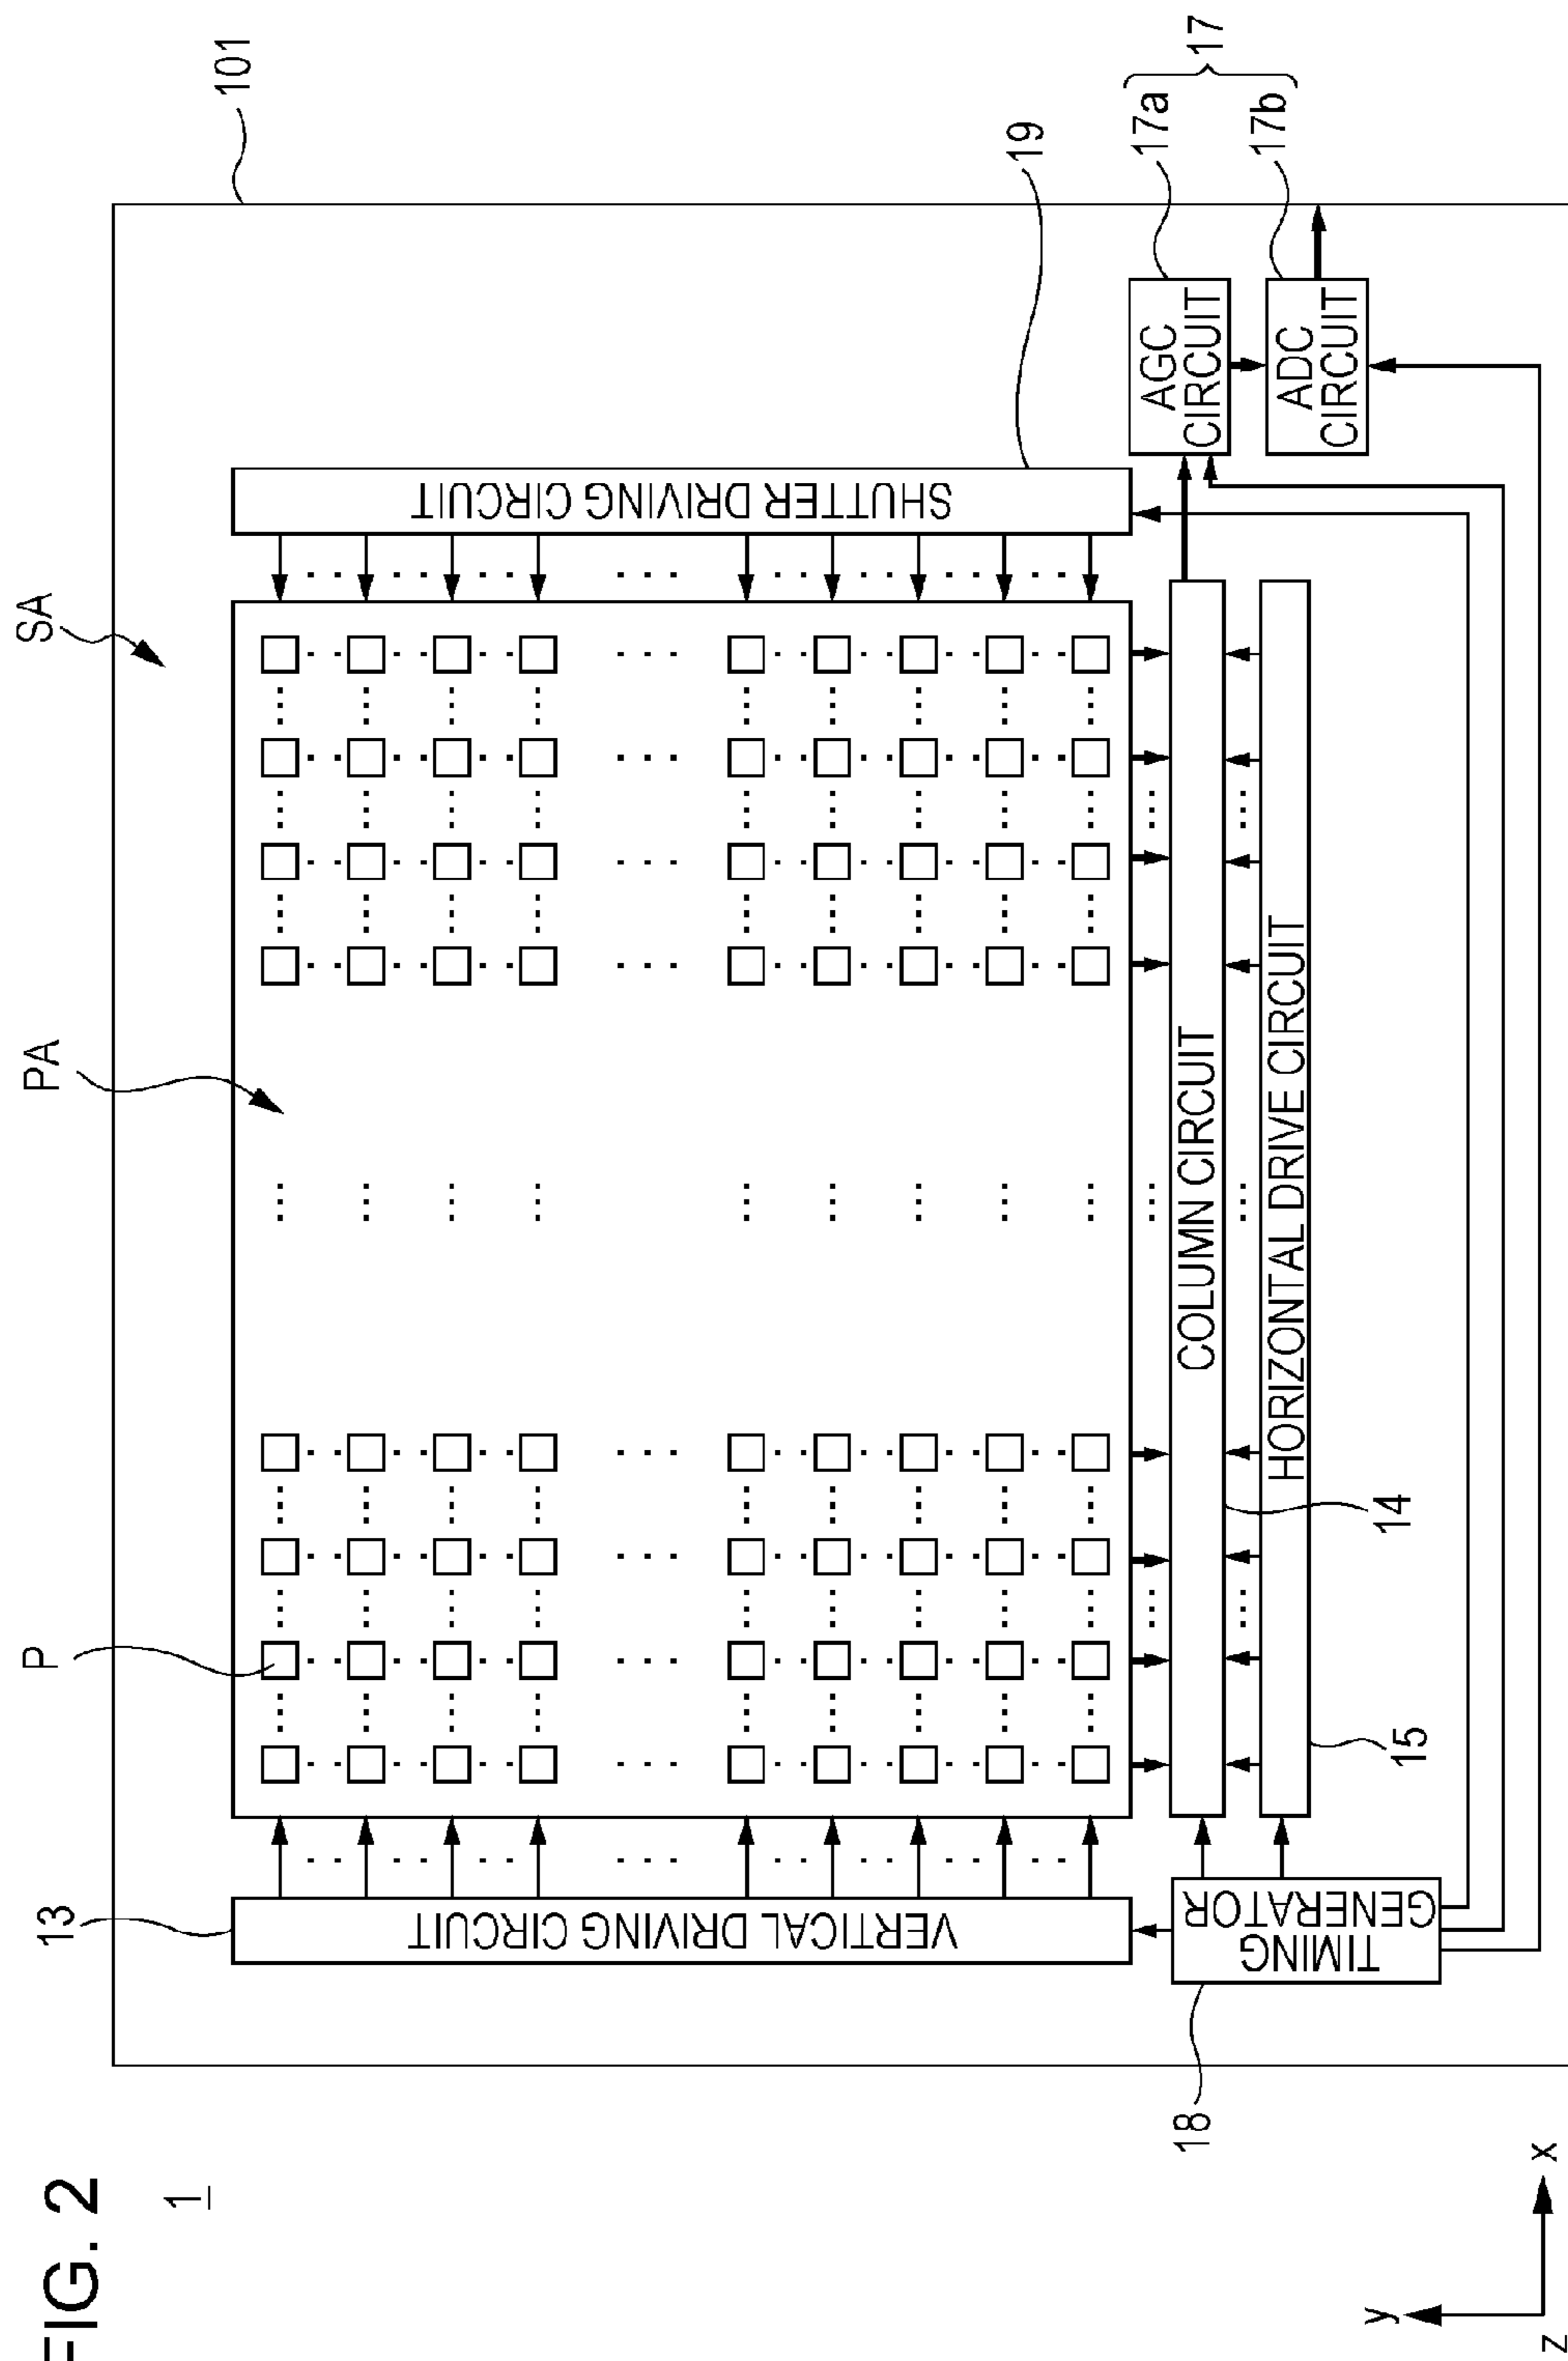 FIG. 2
1
SA
101
PA
P
13
VERTICAL DRIVING CIRCUIT
SHUTTER DRIVING CIRCUIT
19
17
17a
AGC
CIRCUIT
17b
ADC
CIRCUIT
COLUMN CIRCUIT
HORIZONTAL DRIVE CIRCUIT
14
15
TIMING
GENERATOR
18
y
x
z